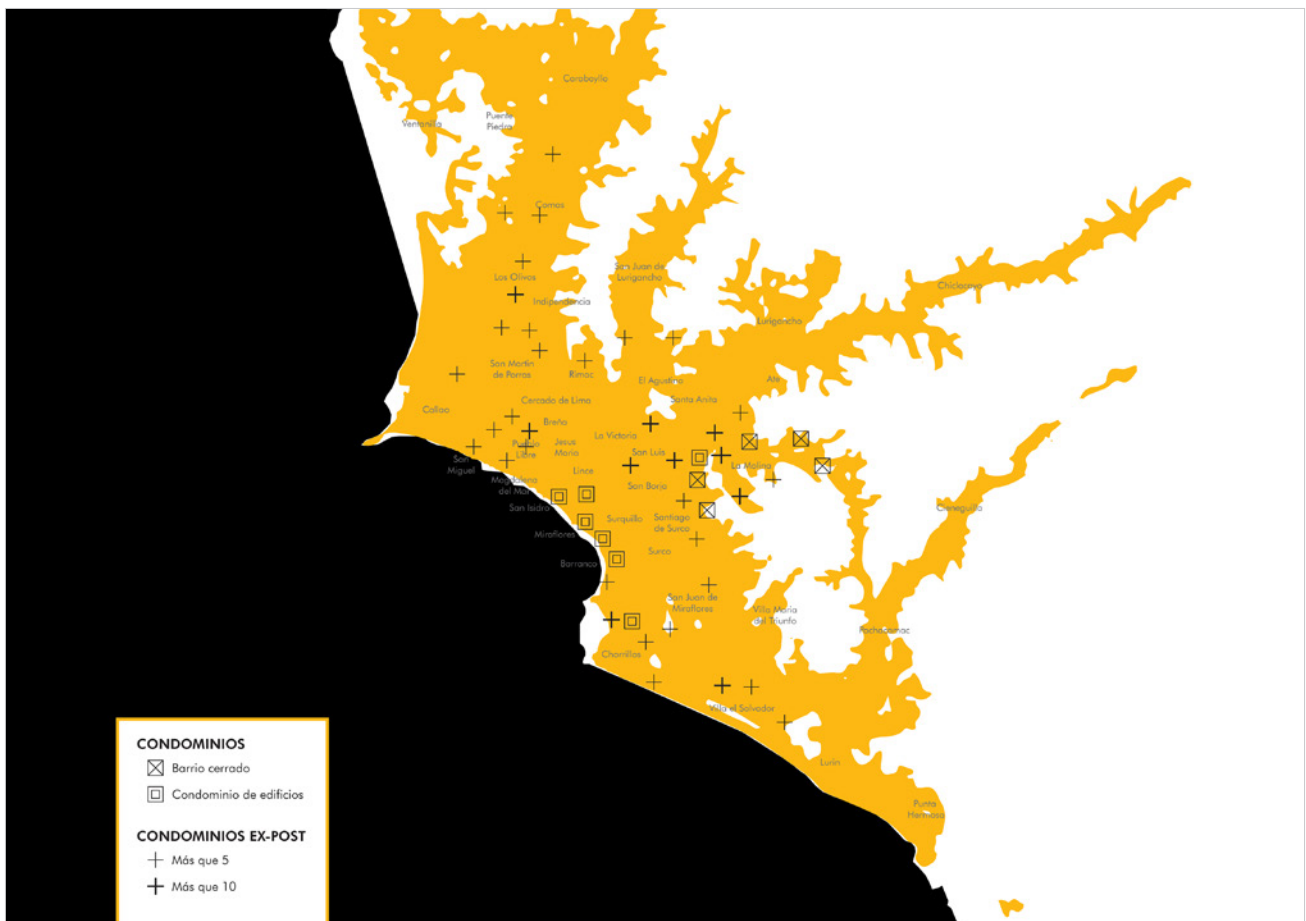 Carabayllo
Puente
Piedra
Ventanilla
Comas
San Juan de
Lurigancho
Los Olivos
Chiclacayo
Independencia
Lurigancho
San Martin
de Porras
Rimac
El Agustino
Ate
Cercado de Lima
Santa Anita
Callao
Breña
La Victoria
Jesus
Maria
Pueblo
Libre
San Luis
San
Miguel
La Molina
Lince
Magdalena
del Mar
San Borja
San Isidro
Cieneguilla
Surquillo
Santiago
de Surco
Miraflores
Surco
Barranco
San Juan de
Miraflores
Villa Maria
del Triunfo
Pachacamac
Chorrillos
Villa el Salvador
Lurin
Punta
Hermosa
CONDOMINIOS
Barrio cerrado
Condominio de edificios
CONDOMINIOS EX-POST
Más que 5
Más que 10